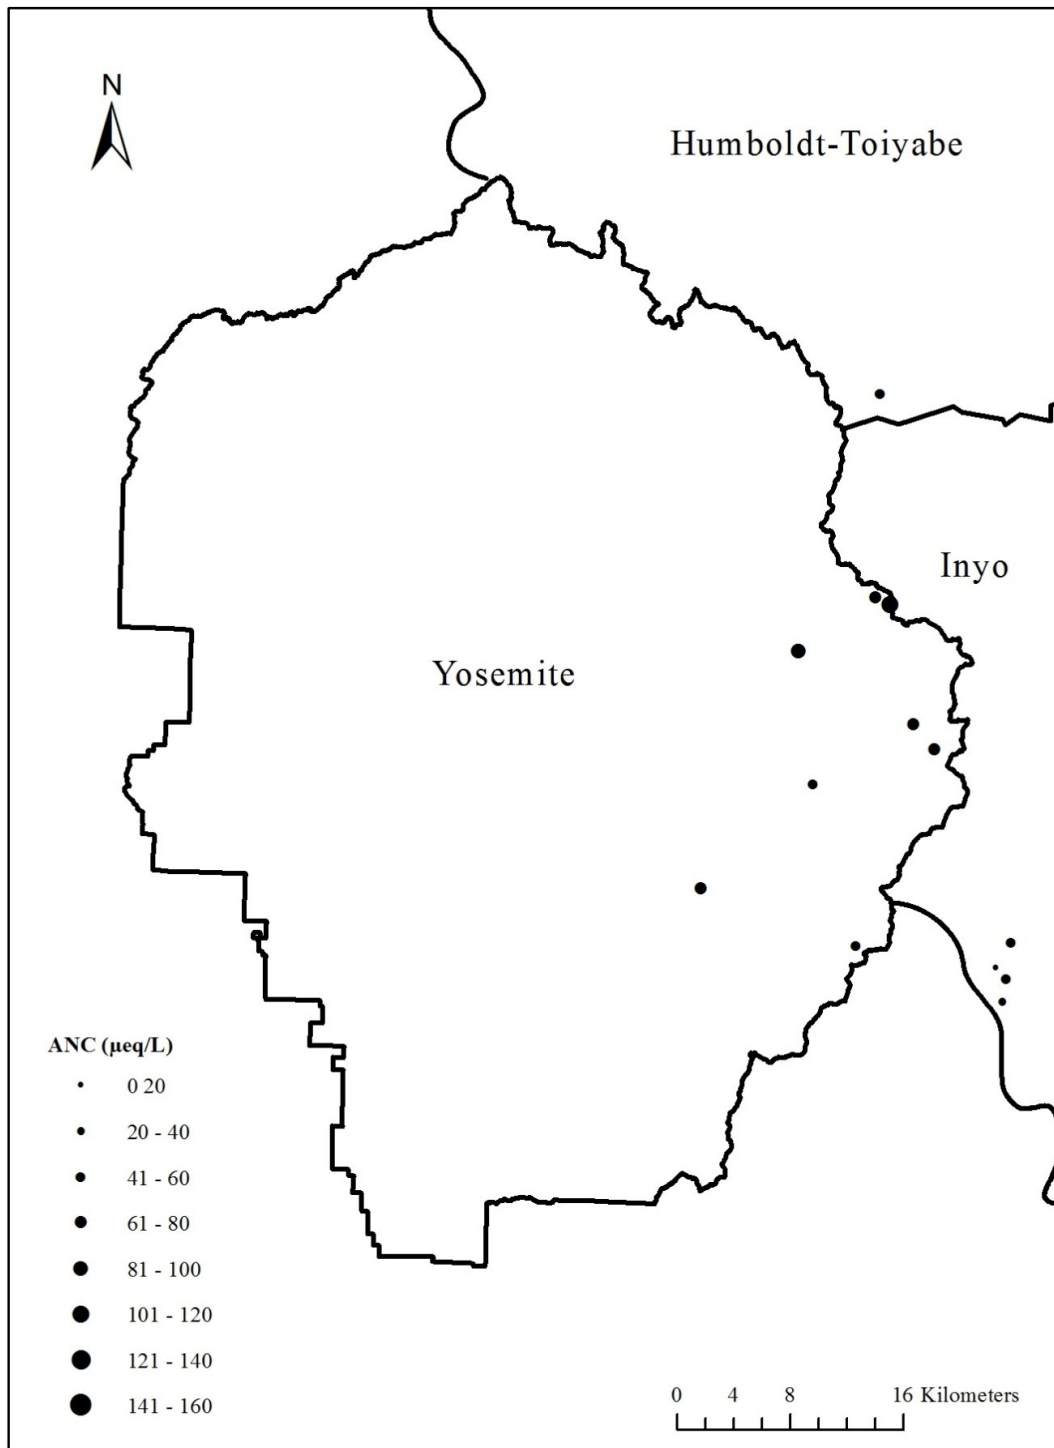 N
Humboldt-Toiyabe
Inyo
Yosemite
ANC (µeq/L)
0 20
20 - 40
41 - 60
61 - 80
81 - 100
101 - 120
121 - 140
141 - 160
0 4 8 16 Kilometers